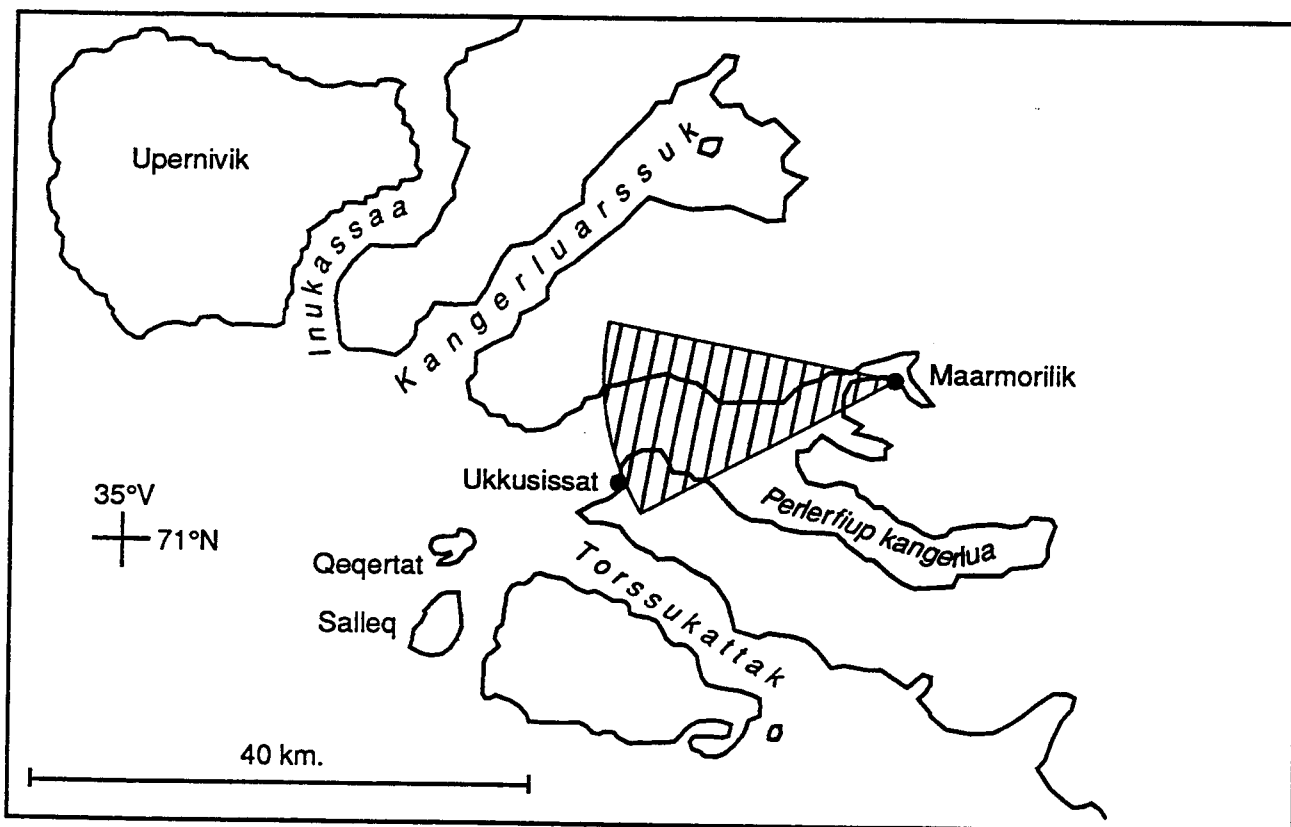 Upernivik
Inukassaa
Kangerluarssuk
Maarmorilik
Ukkusissat
35°V
71°N
Perlerfiup kangerlua
Qeqertat
Torssukattak
Salleq
40 km.